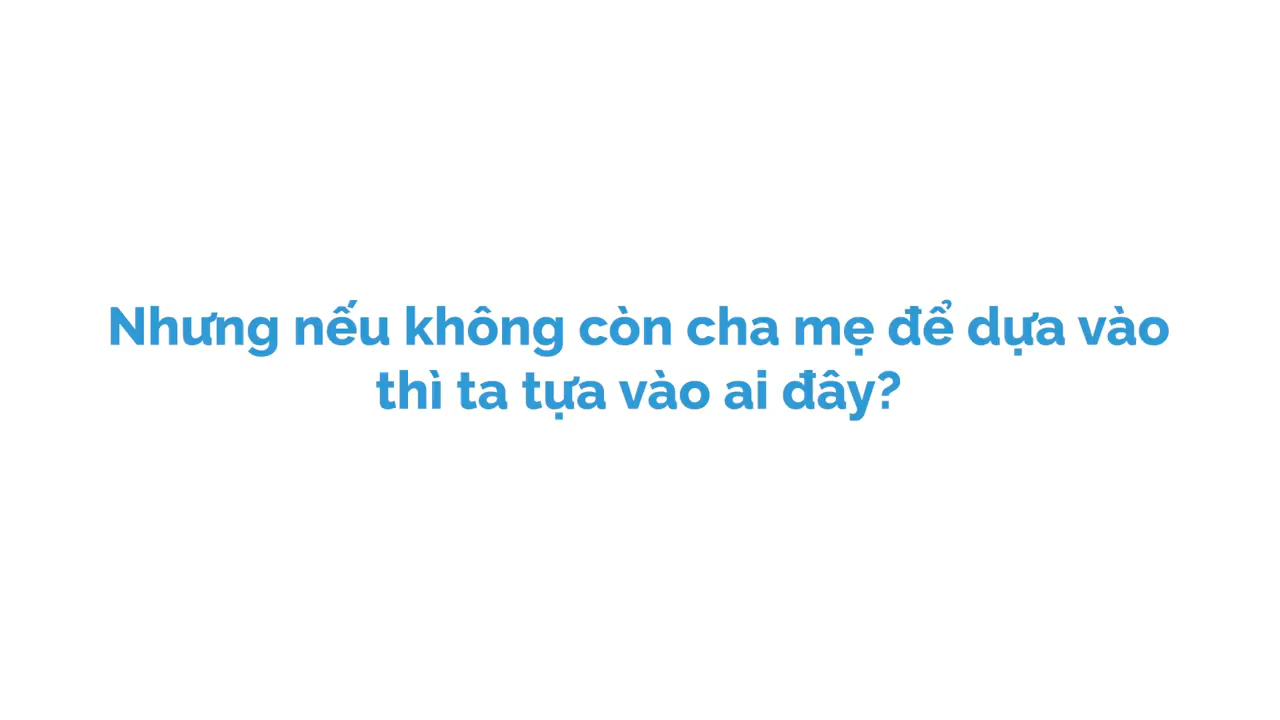 Nhưng nếu không còn cha mẹ để dựa vào
thì ta tựa vào ai đây?